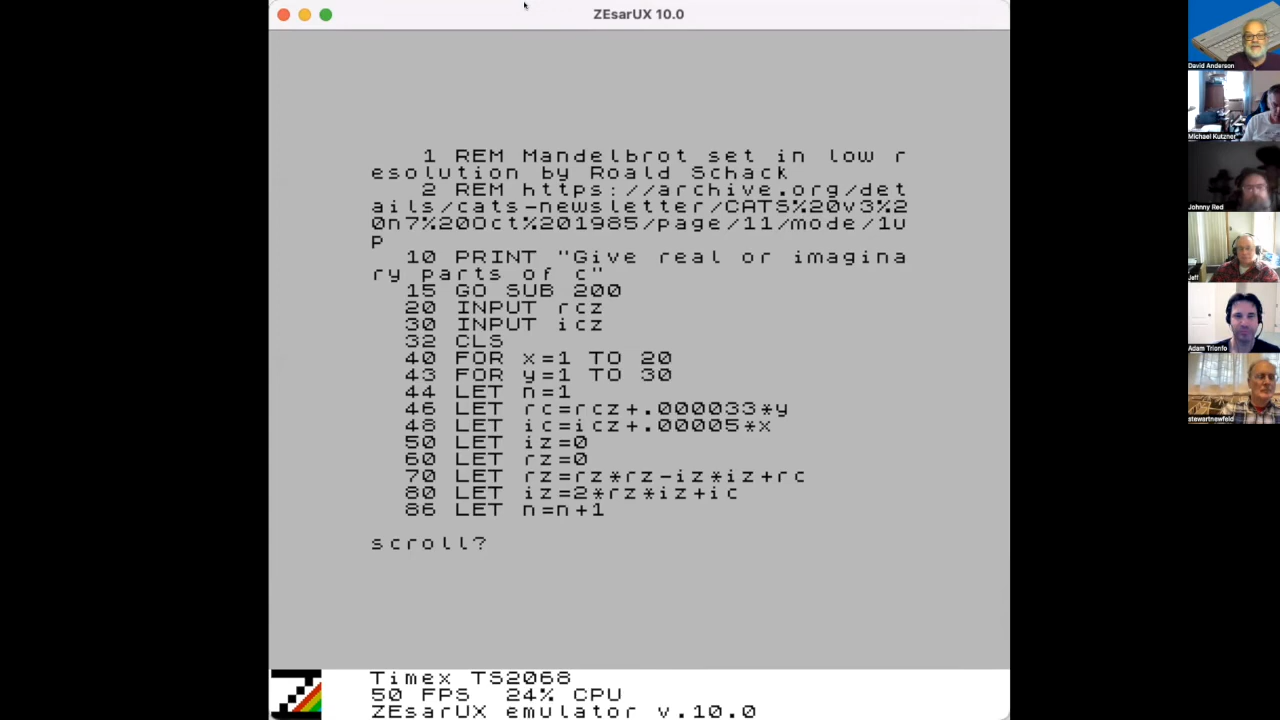 ZEsarUX 10.0
1 REM Mandelbrot set in low r
esolution by Roald Schack
2 REM https://archive.org/det
ails/cats-newsletter/CATS%20v3%2
0n7%20Oct%201985/page/11/mode/1u
p
10 PRINT "Give real or imagina
ry parts of c"
15 GO SUB 200
20 INPUT rcz
30 INPUT icz
32 CLS
40 FOR x=1 TO 20
43 FOR y=1 TO 30
44 LET n=1
46 LET rc=rcz+.000033*y
48 LET ic=icz+.00005*x
50 LET iz=0
60 LET rz=0
70 LET rz=rz*rz-iz*iz+rc
80 LET iz=2*rz*iz+ic
86 LET n=n+1
scroll?
Timex TS2068
50 FPS 24% CPU
ZEsarUX emulator v.10.0
David Anderson
Michael Kutzner
Johnny Red
Jeff
Adam Trionfo
stewartnewfeld